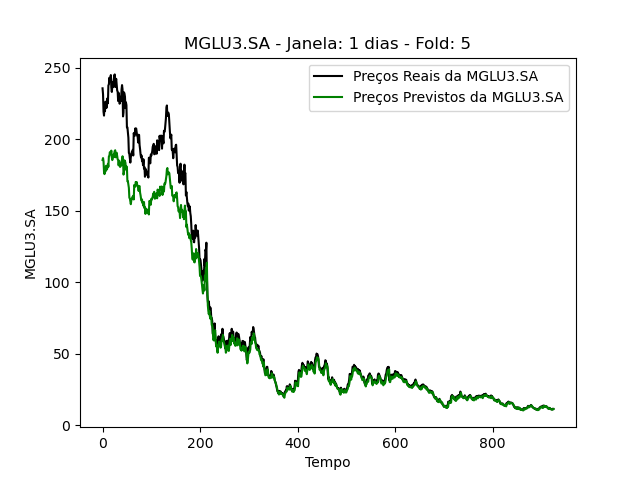 MGLU3.SA - Janela: 1 dias - Fold: 5
Preços Reais da MGLU3.SA
Preços Previstos da MGLU3.SA
MGLU3.SA
250
200
150
100
50
0
0
200
400
600
800
Tempo